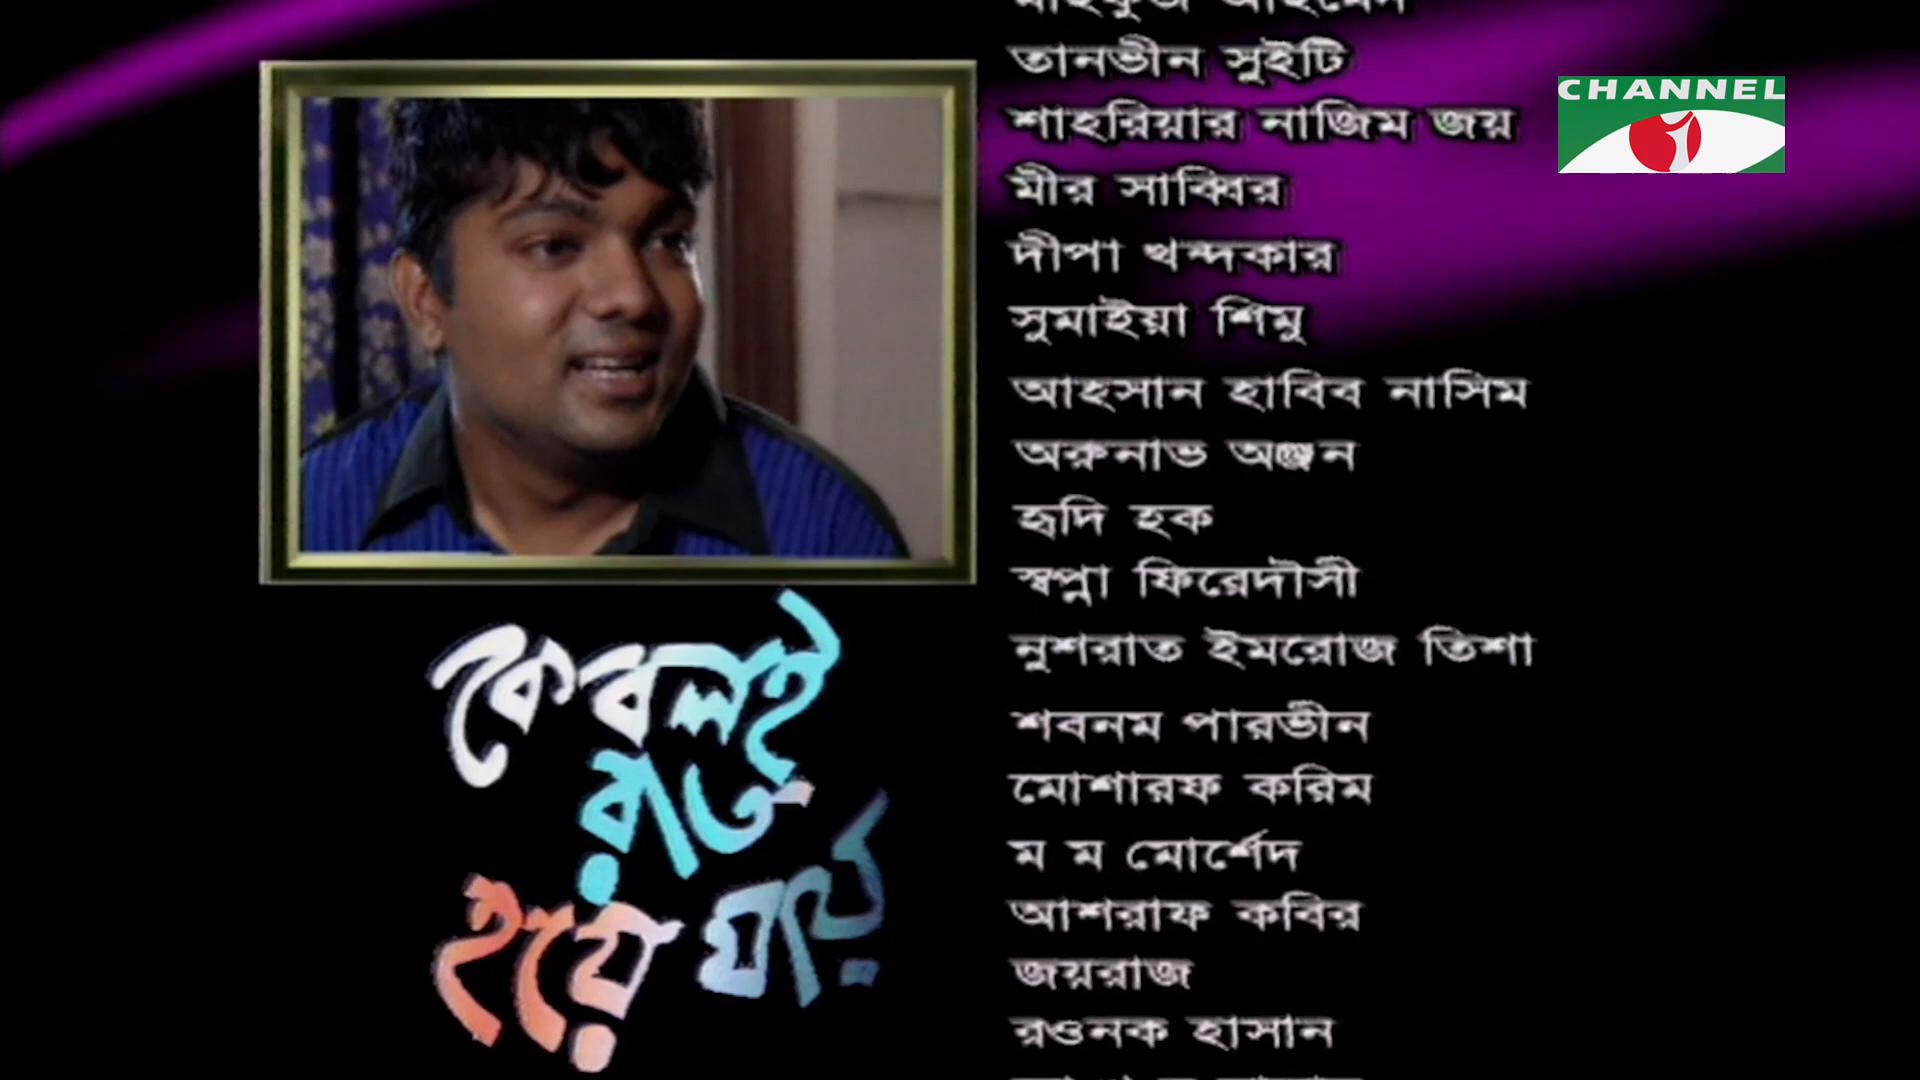 তানভীন সুইটি
শাহরিয়ার নাজিম জয়
মীর সাব্বির
দীপা খন্দকার
সুমাইয়া শিমু
আহসান হাবিব নাসিম
অরুনাভ অঞ্জন
হৃদি হক
স্বপ্না ফিরেদৌসী
নুশরাত ইমরোজ তিশা
শবনম পারভীন
মোশারফ করিম
ম ম মোর্শেদ
আশরাফ কবির
জয়রাজ
রওনক হাসান
কেবলই
রাত
হয়ে যায়
CHANNEL
i